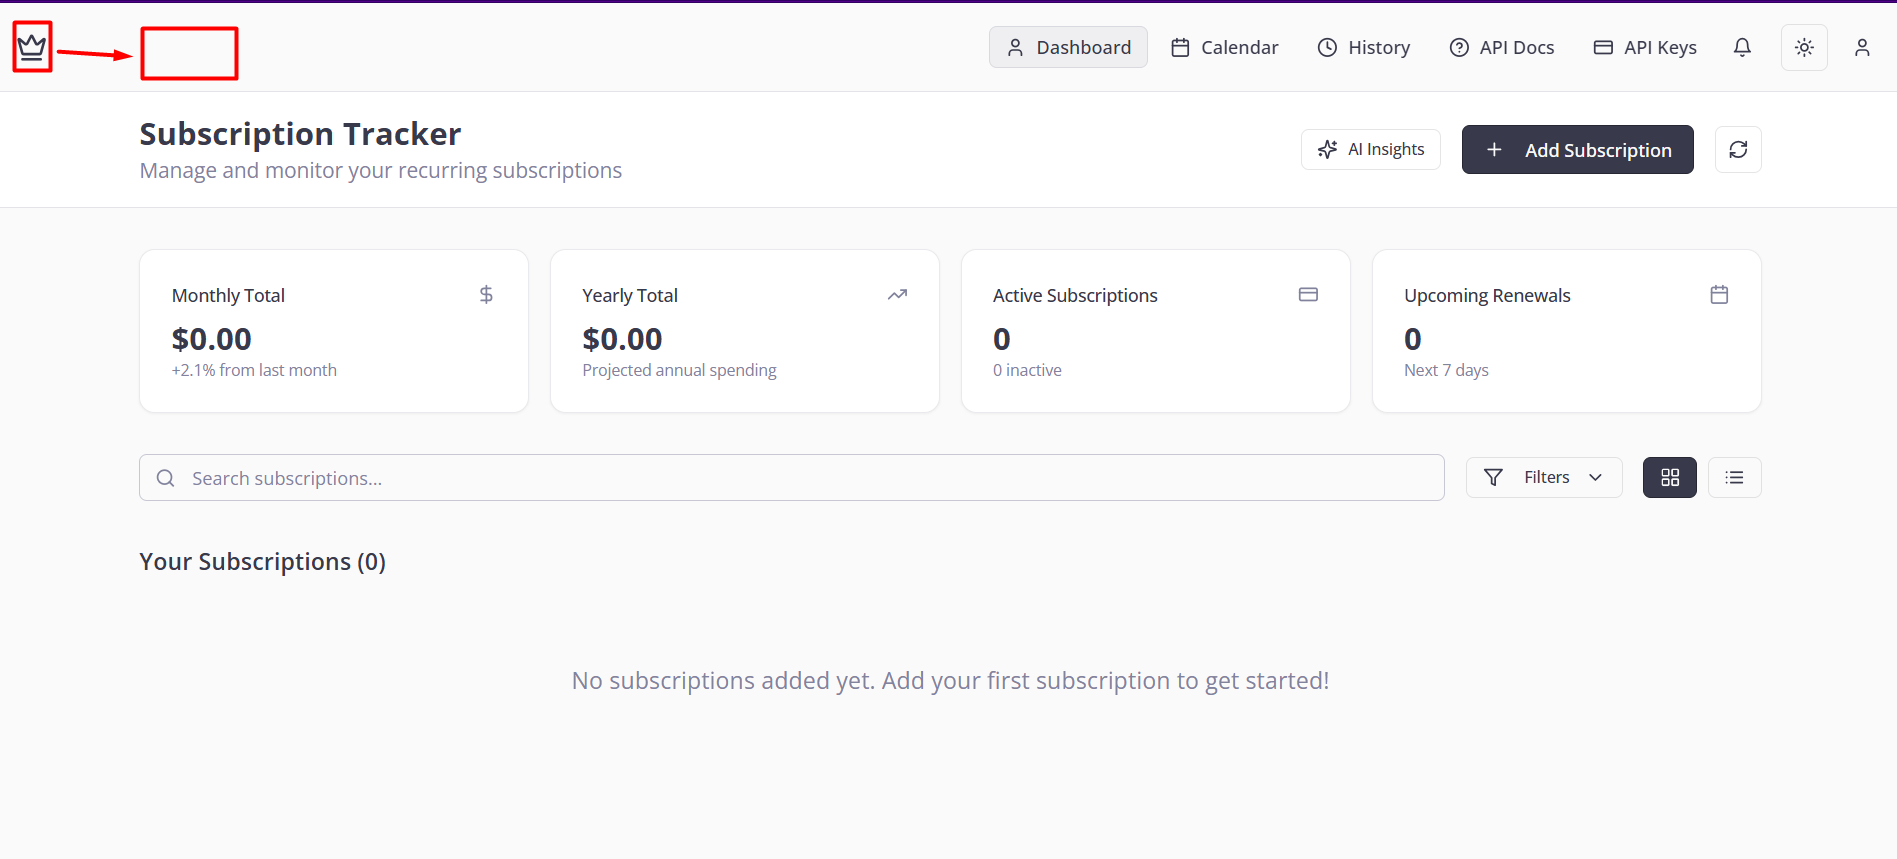 Dashboard
Calendar
History
API Docs
API Keys
Subscription Tracker
Manage and monitor your recurring subscriptions
AI Insights
Add Subscription
Monthly Total
$0.00
+2.1% from last month
Yearly Total
$0.00
Projected annual spending
Active Subscriptions
0
0 inactive
Upcoming Renewals
0
Next 7 days
Search subscriptions...
Filters
Your Subscriptions (0)
No subscriptions added yet. Add your first subscription to get started!